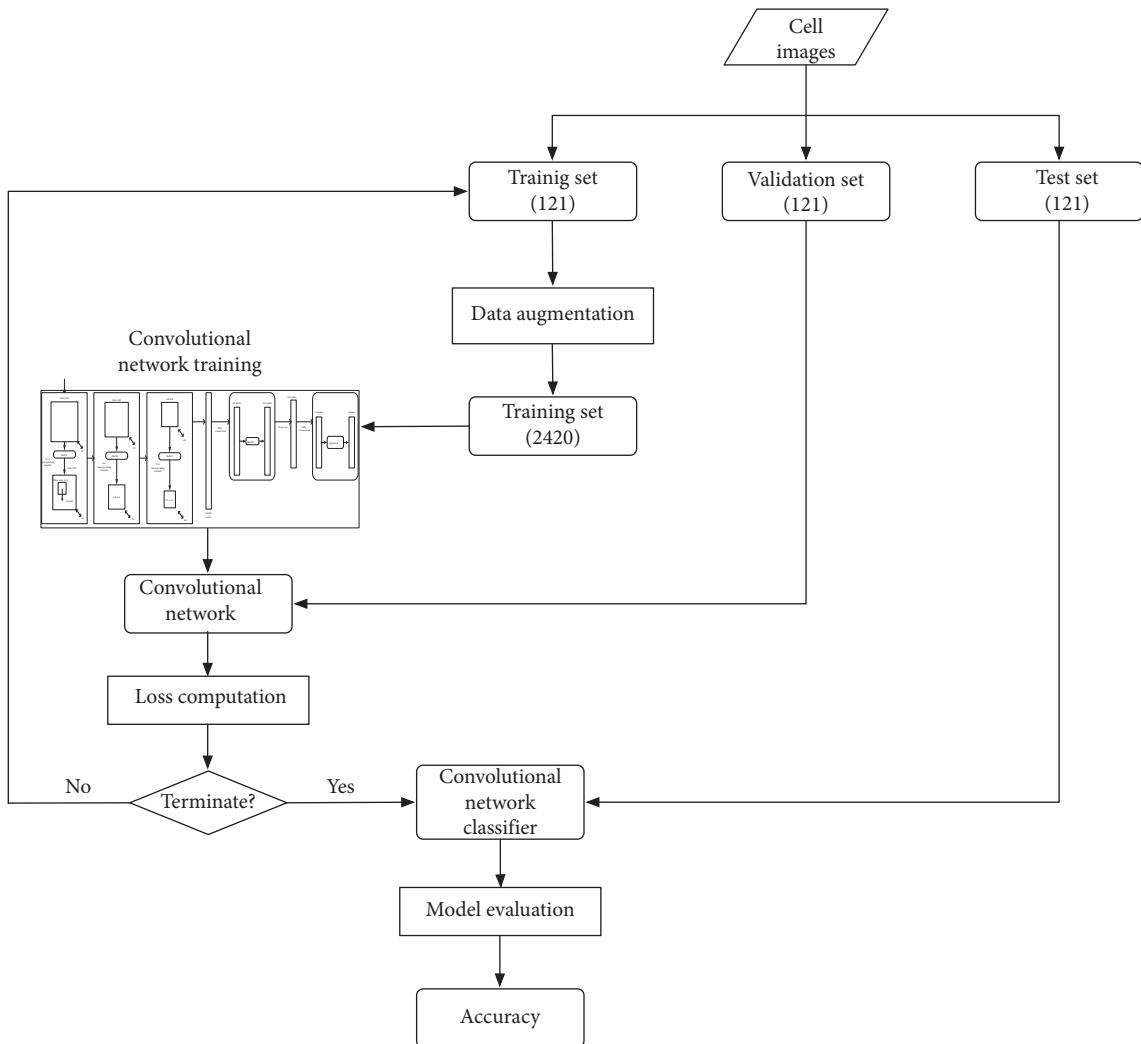 Cell
images
Trainig set
(121)
Validation set
(121)
Test set
(121)
Data augmentation
Convolutional
network training
Training set
(2420)
Convolutional
network
Loss computation
No
Terminate?
Yes
Convolutional
network
classifier
Model evaluation
Accuracy